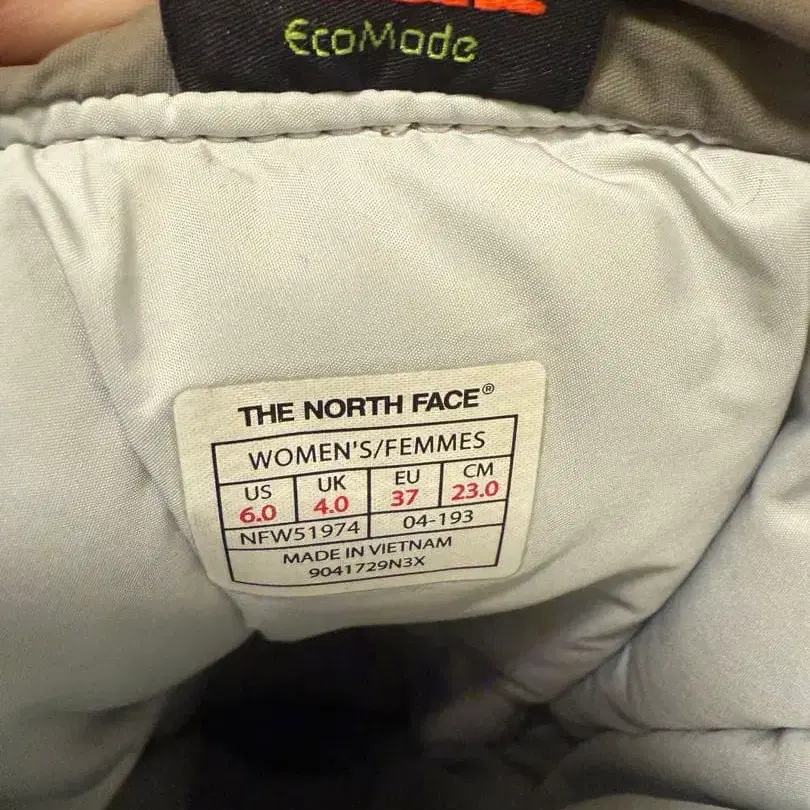 EcoMade
THE NORTH FACE®
WOMEN'S/FEMMES
US UK EU CM
6.0 4.0 37 23.0
NFW51974 04-193
MADE IN VIETNAM
9041729N3X